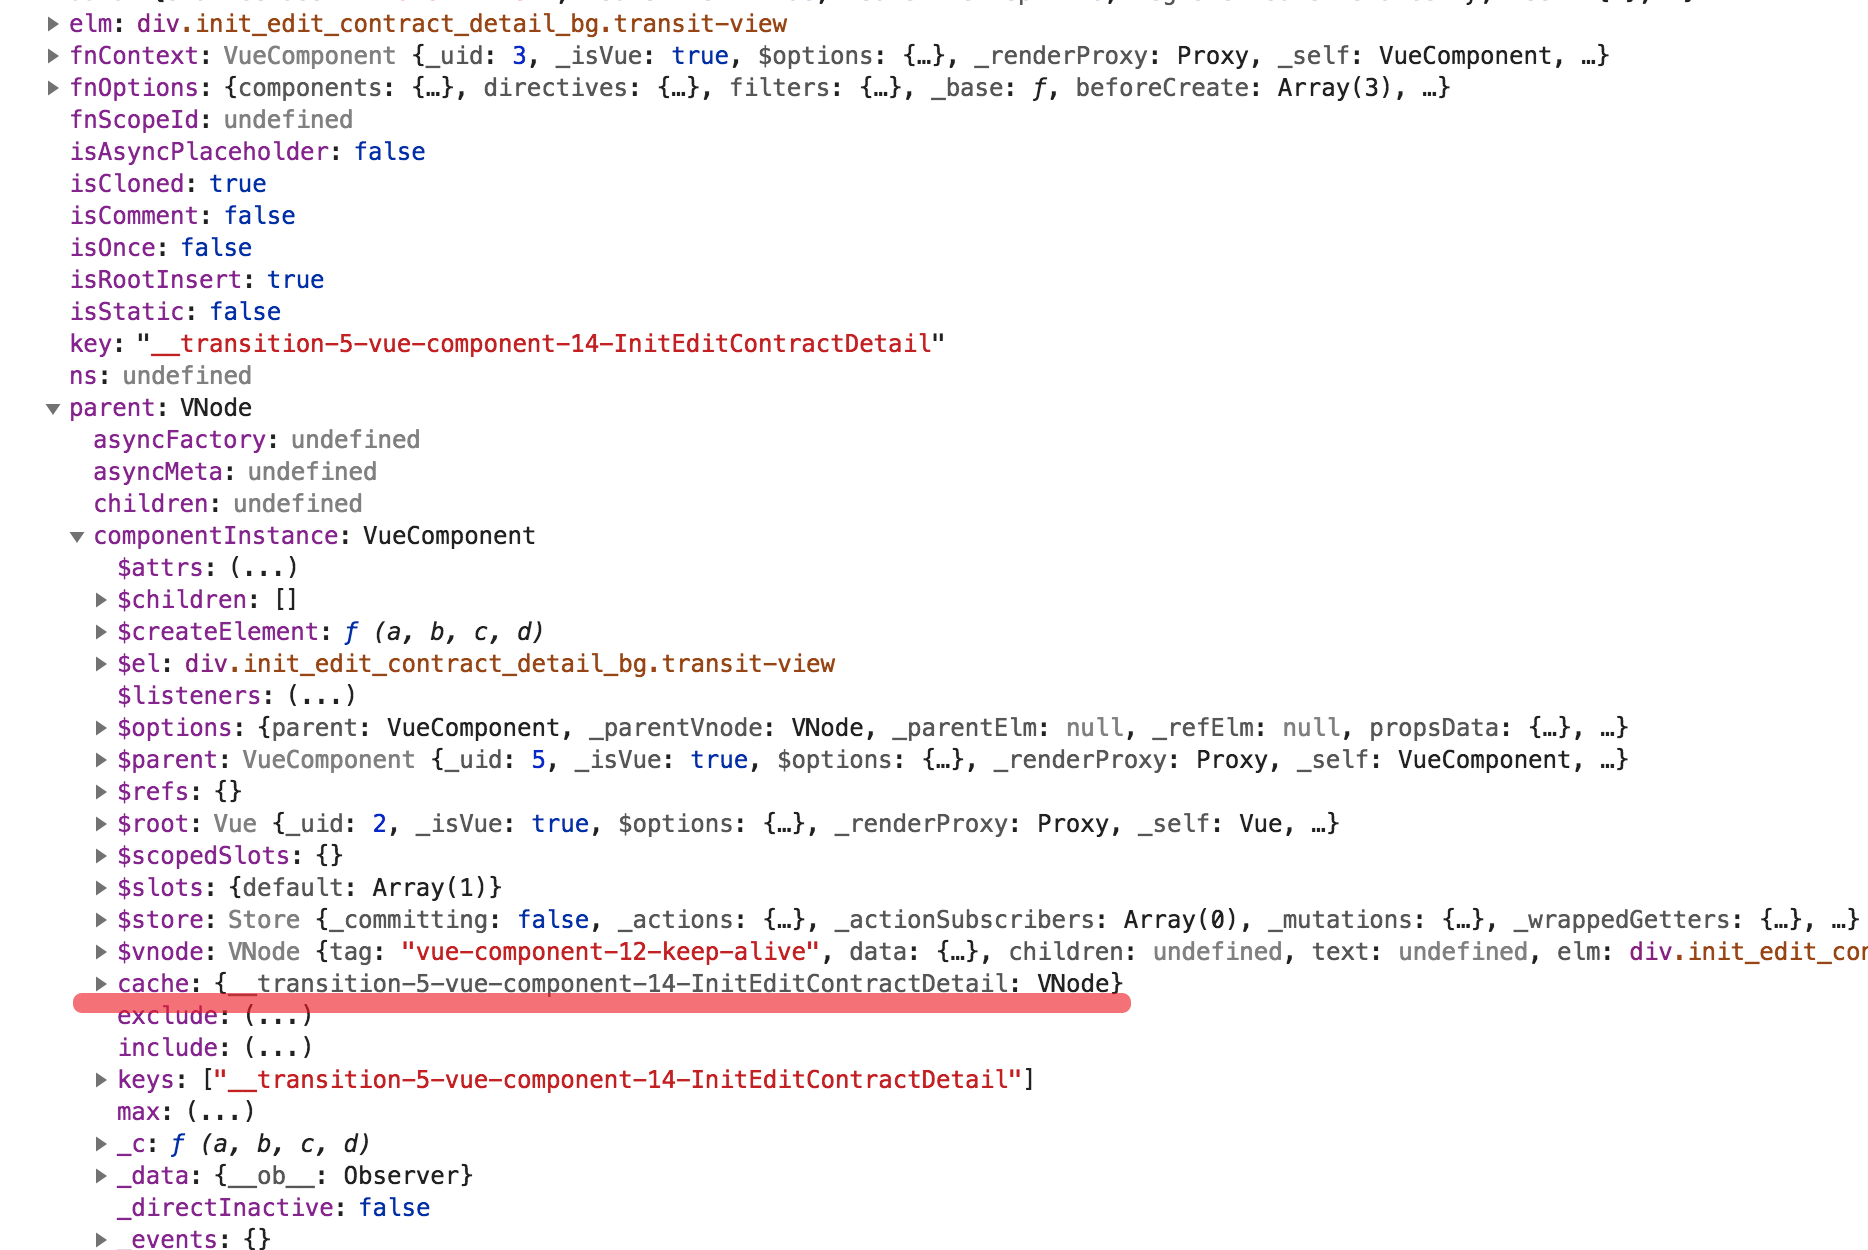 elm: div.init_edit_contract_detail_bg.transit-view
fnContext: VueComponent {_uid: 3, _isVue: true, $options: {…}, _renderProxy: Proxy, _self: VueComponent, …}
fnOptions: {components: {…}, directives: {…}, filters: {…}, _base: ƒ, beforeCreate: Array(3), …}
fnScopeId: undefined
isAsyncPlaceholder: false
isCloned: true
isComment: false
isOnce: false
isRootInsert: true
isStatic: false
key: "__transition-5-vue-component-14-InitEditContractDetail"
ns: undefined
parent: VNode
asyncFactory: undefined
asyncMeta: undefined
children: undefined
componentInstance: VueComponent
$attrs: (...)
$children: []
$createElement: ƒ (a, b, c, d)
$el: div.init_edit_contract_detail_bg.transit-view
$listeners: (...)
$options: {parent: VueComponent, _parentVnode: VNode, _parentElm: null, _refElm: null, propsData: {…}, …}
$parent: VueComponent {_uid: 5, _isVue: true, $options: {…}, _renderProxy: Proxy, _self: VueComponent, …}
$refs: {}
$root: Vue {_uid: 2, _isVue: true, $options: {…}, _renderProxy: Proxy, _self: Vue, …}
$scopedSlots: {}
$slots: {default: Array(1)}
$store: Store {_committing: false, _actions: {…}, _actionSubscribers: Array(0), _mutations: {…}, _wrappedGetters: {…}, …}
$vnode: VNode {tag: "vue-component-12-keep-alive", data: {…}, children: undefined, text: undefined, elm: div.init_edit_cor
cache: {__transition-5-vue-component-14-InitEditContractDetail: VNode}
exclude: (...)
include: (...)
keys: ["__transition-5-vue-component-14-InitEditContractDetail"]
max: (...)
_c: ƒ (a, b, c, d)
_data: {__ob__: Observer}
_directInactive: false
_events: {}